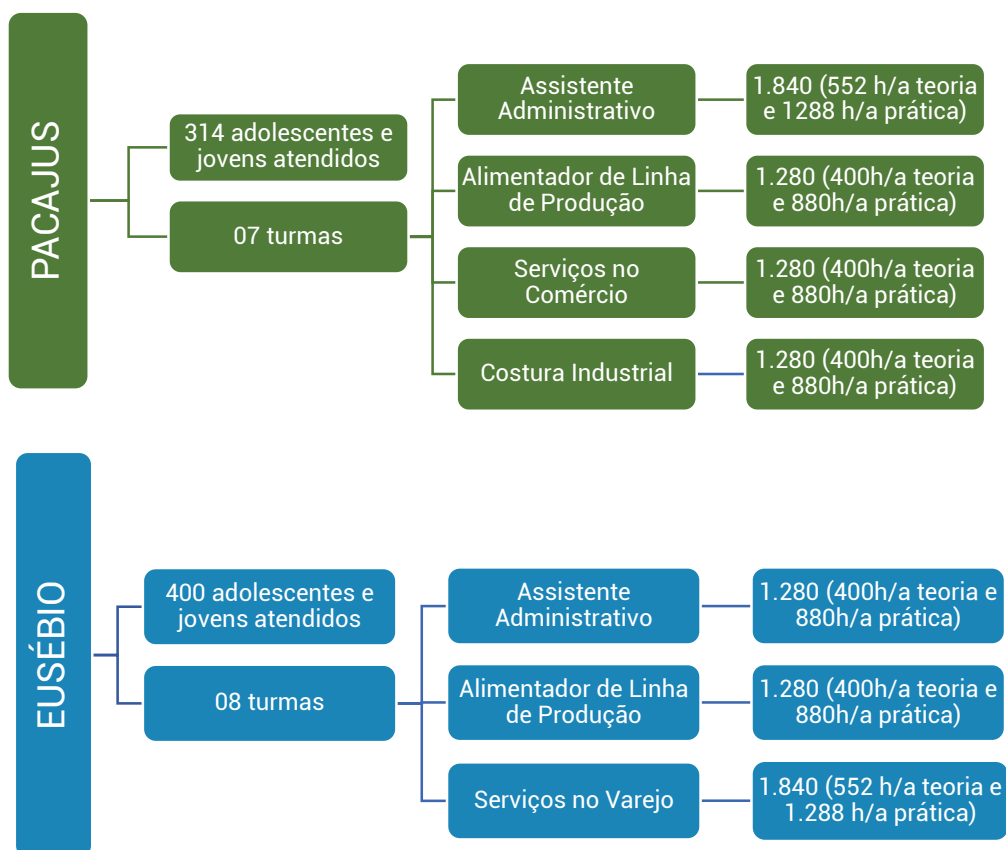 PACAJUS
314 adolescentes e
jovens atendidos
07 turmas
Assistente
Administrativo
1.840 (552 h/a teoria
e 1288 h/a prática)
Alimentador de Linha
de Produção
1.280 (400h/a teoria
e 880h/a prática)
Serviços no
Comércio
1.280 (400h/a teoria
e 880h/a prática)
Costura Industrial
1.280 (400h/a teoria
e 880h/a prática)
EUSÉBIO
400 adolescentes e
jovens atendidos
08 turmas
Assistente
Administrativo
1.280 (400h/a teoria e
880h/a prática)
Alimentador de Linha
de Produção
1.280 (400h/a teoria e
880h/a prática)
Serviços no Varejo
1.840 (552 h/a teoria e
1.288 h/a prática)